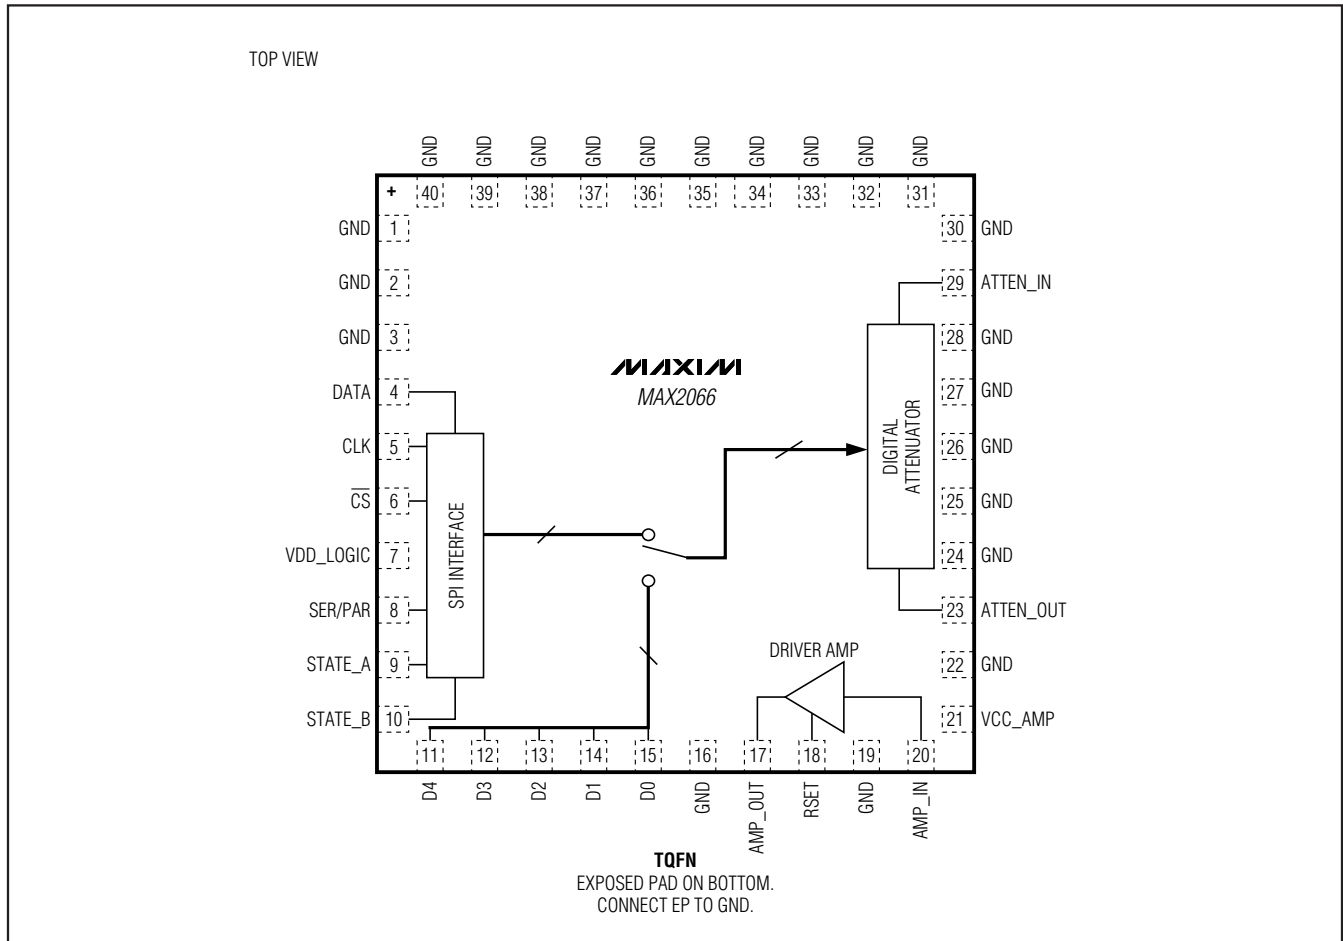 TOP VIEW
GND GND GND GND GND GND GND GND GND GND
+ 40 39 38 37 36 35 34 33 32 31
GND 1
30 GND
GND 2
29 ATTEN_IN
GND 3
28 GND
MAXIM
MAX2066
DATA 4
27 GND
CLK 5
26 GND
CS 6
25 GND
VDD_LOGIC 7
24 GND
SER/PAR 8
23 ATTEN_OUT
STATE_A 9
22 GND
STATE_B 10
21 VCC_AMP
SPI INTERFACE
DIGITAL
ATTENUATOR
DRIVER AMP
11 12 13 14 15 16 17 18 19 20
D4 D3 D2 D1 D0 GND AMP_OUT RSET GND AMP_IN
TQFN
EXPOSED PAD ON BOTTOM.
CONNECT EP TO GND.